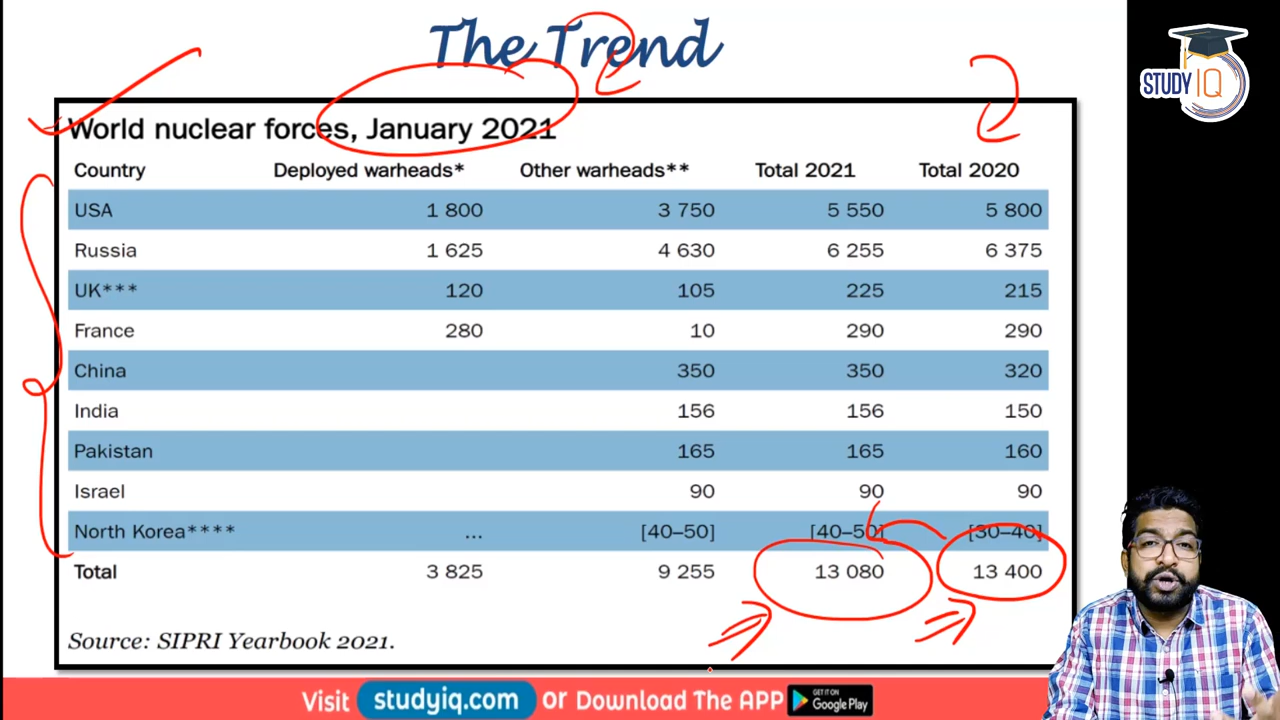 The Trend
STUDY IQ
World nuclear forces, January 2021
Country Deployed warheads* Other warheads** Total 2021 Total 2020
USA 1 800 3 750 5 550 5 800
Russia 1 625 4 630 6 255 6 375
UK*** 120 105 225 215
France 280 10 290 290
China 350 350 320
India 156 156 150
Pakistan 165 165 160
Israel 90 90 90
North Korea**** ... [40–50] [40–50] [30–40]
Total 3 825 9 255 13 080 13 400
Source: SIPRI Yearbook 2021.
Visit studyiq.com or Download The APP GET IT ON Google Play